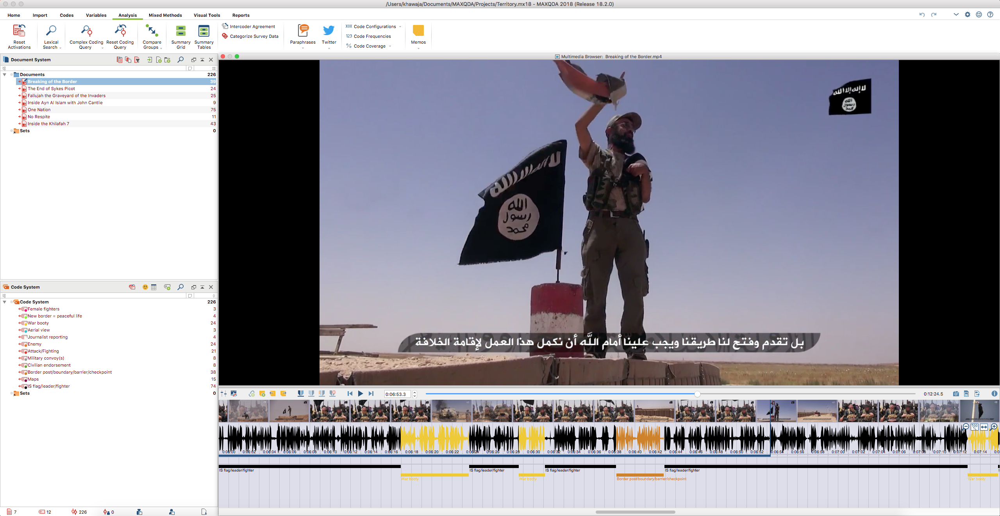 /Users/khawaja/Documents/MAXQDA/Projects/Territory.mx18 - MAXQDA 2018 (Release 18.2.0)
Home Import Codes Variables Analysis Mixed Methods Visual Tools Reports
Reset Activations
Lexical Search
Complex Coding Query
Reset Coding Query
Compare Groups
Summary Grid
Summary Tables
Intercoder Agreement
Categorize Survey Data
Paraphrases
Twitter
XOX Code Configurations
123 Code Frequencies
% Code Coverage
Memos
Document System
Documents 226
Breaking of the Border 39
The End of Sykes Picot 24
Fallujah the Graveyard of the Invaders 25
Inside Ayn Al Islam with John Cantlie 9
One Nation 75
No Respite 11
Inside the Khilafah 7 43
Sets 0
Code System
Code System 226
Female fighters 3
New border = peaceful life 4
War booty 24
Aerial view 3
Journalist reporting 4
Enemy 24
Attack/Fighting 21
Military convoy(s) 8
Civilian endorsement 8
Border post/boundary/barrier/checkpoint 38
Maps 15
IS flag/leader/fighter 74
Sets 0
7 12 226 0
Multimedia Browser: Breaking of the Border.mp4
لا إله إلا الله
الله
رسول
محمد
لا إله إلا الله
الله
رسول
محمد
بل تقدم وفتح لنا طريقنا ويجب علينا أمام اللَّه أن نكمل هذا العمل لإقامة الخلافة
0:06:53.3 0:12:24.5
0:06:00 0:06:02 0:06:04 0:06:06 0:06:08 0:06:10 0:06:12 0:06:14 0:06:16 0:06:18 0:06:20 0:06:22 0:06:24 0:06:26 0:06:28 0:06:30 0:06:32 0:06:34 0:06:36 0:06:38 0:06:40 0:06:42 0:06:44 0:06:46 0:06:48 0:06:50 0:06:52 0:06:54 0:06:56 0:06:58 0:07:00 0:07:02 0:07:04 0:07:06 0:07:08 0:07:10 0:07:12 0:07:14
IS flag/leader/fighter IS flag/leader/fighter IS flag/leader/fighter IS flag/leader/fighter
War booty War booty Border post/boundary/barrier/checkpoint War booty